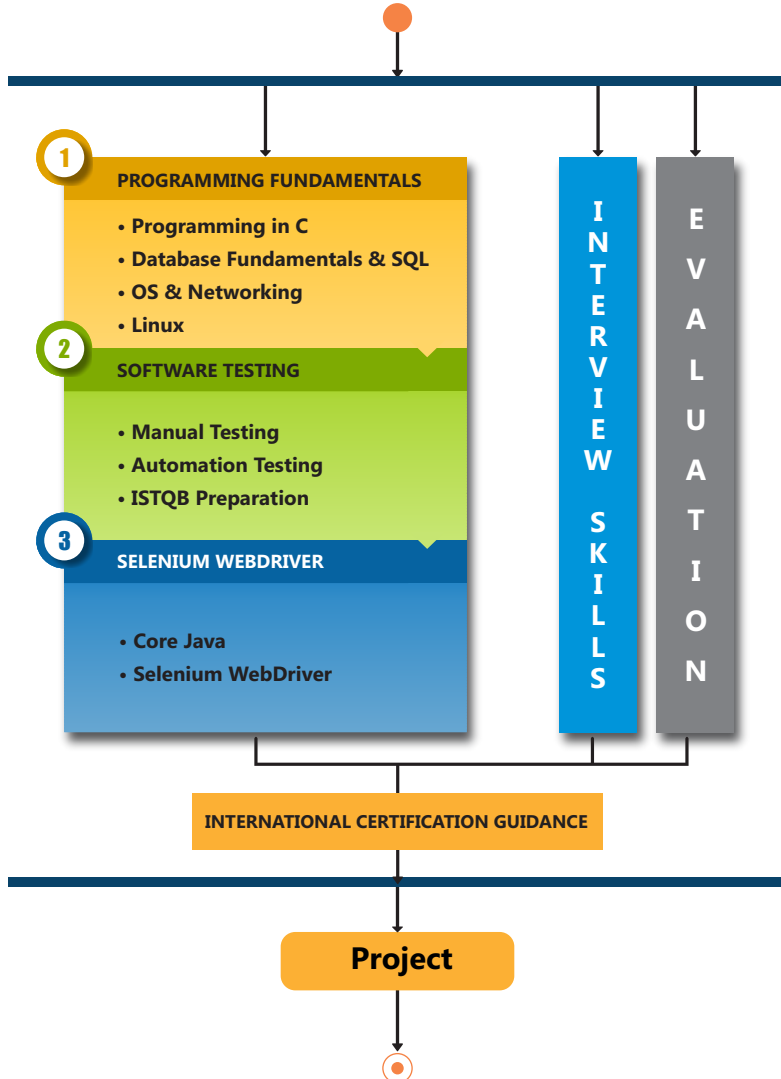 1
PROGRAMMING FUNDAMENTALS
• Programming in C
• Database Fundamentals & SQL
• OS & Networking
• Linux
2
SOFTWARE TESTING
• Manual Testing
• Automation Testing
• ISTQB Preparation
3
SELENIUM WEBDRIVER
• Core Java
• Selenium WebDriver
INTERVIEW SKILLS
EVALUATION
INTERNATIONAL CERTIFICATION GUIDANCE
Project